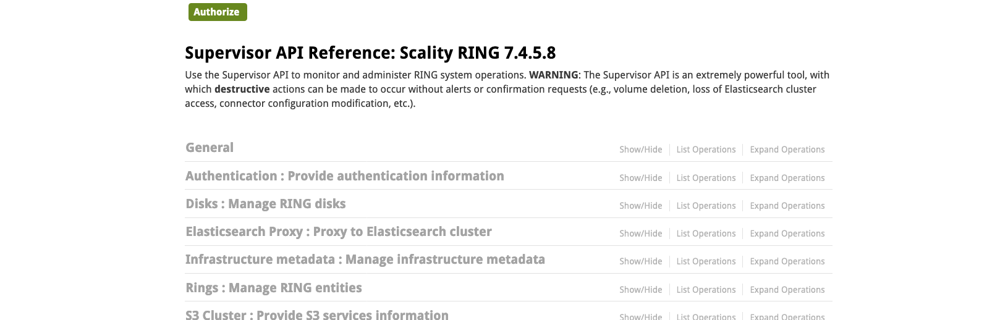 Authorize
Supervisor API Reference: Scality RING 7.4.5.8
Use the Supervisor API to monitor and administer RING system operations. WARNING: The Supervisor API is an extremely powerful tool, with
which destructive actions can be made to occur without alerts or confirmation requests (e.g., volume deletion, loss of Elasticsearch cluster
access, connector configuration modification, etc.).
General Show/Hide List Operations Expand Operations
Authentication : Provide authentication information Show/Hide List Operations Expand Operations
Disks : Manage RING disks Show/Hide List Operations Expand Operations
Elasticsearch Proxy : Proxy to Elasticsearch cluster Show/Hide List Operations Expand Operations
Infrastructure metadata : Manage infrastructure metadata Show/Hide List Operations Expand Operations
Rings : Manage RING entities Show/Hide List Operations Expand Operations
S3 Cluster : Provide S3 services information Show/Hide List Operations Expand Operations